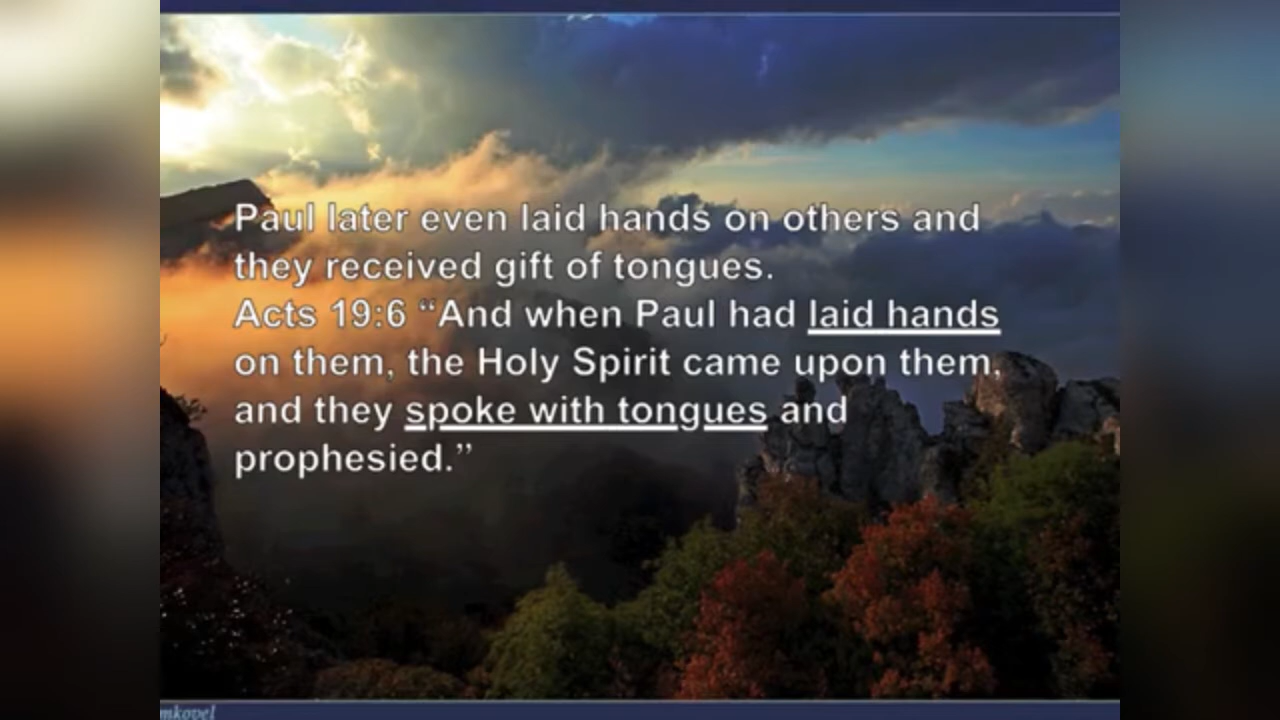 Paul later even laid hands on others and
they received gift of tongues.
Acts 19:6 “And when Paul had laid hands
on them, the Holy Spirit came upon them,
and they spoke with tongues and
prophesied.”
mkovel